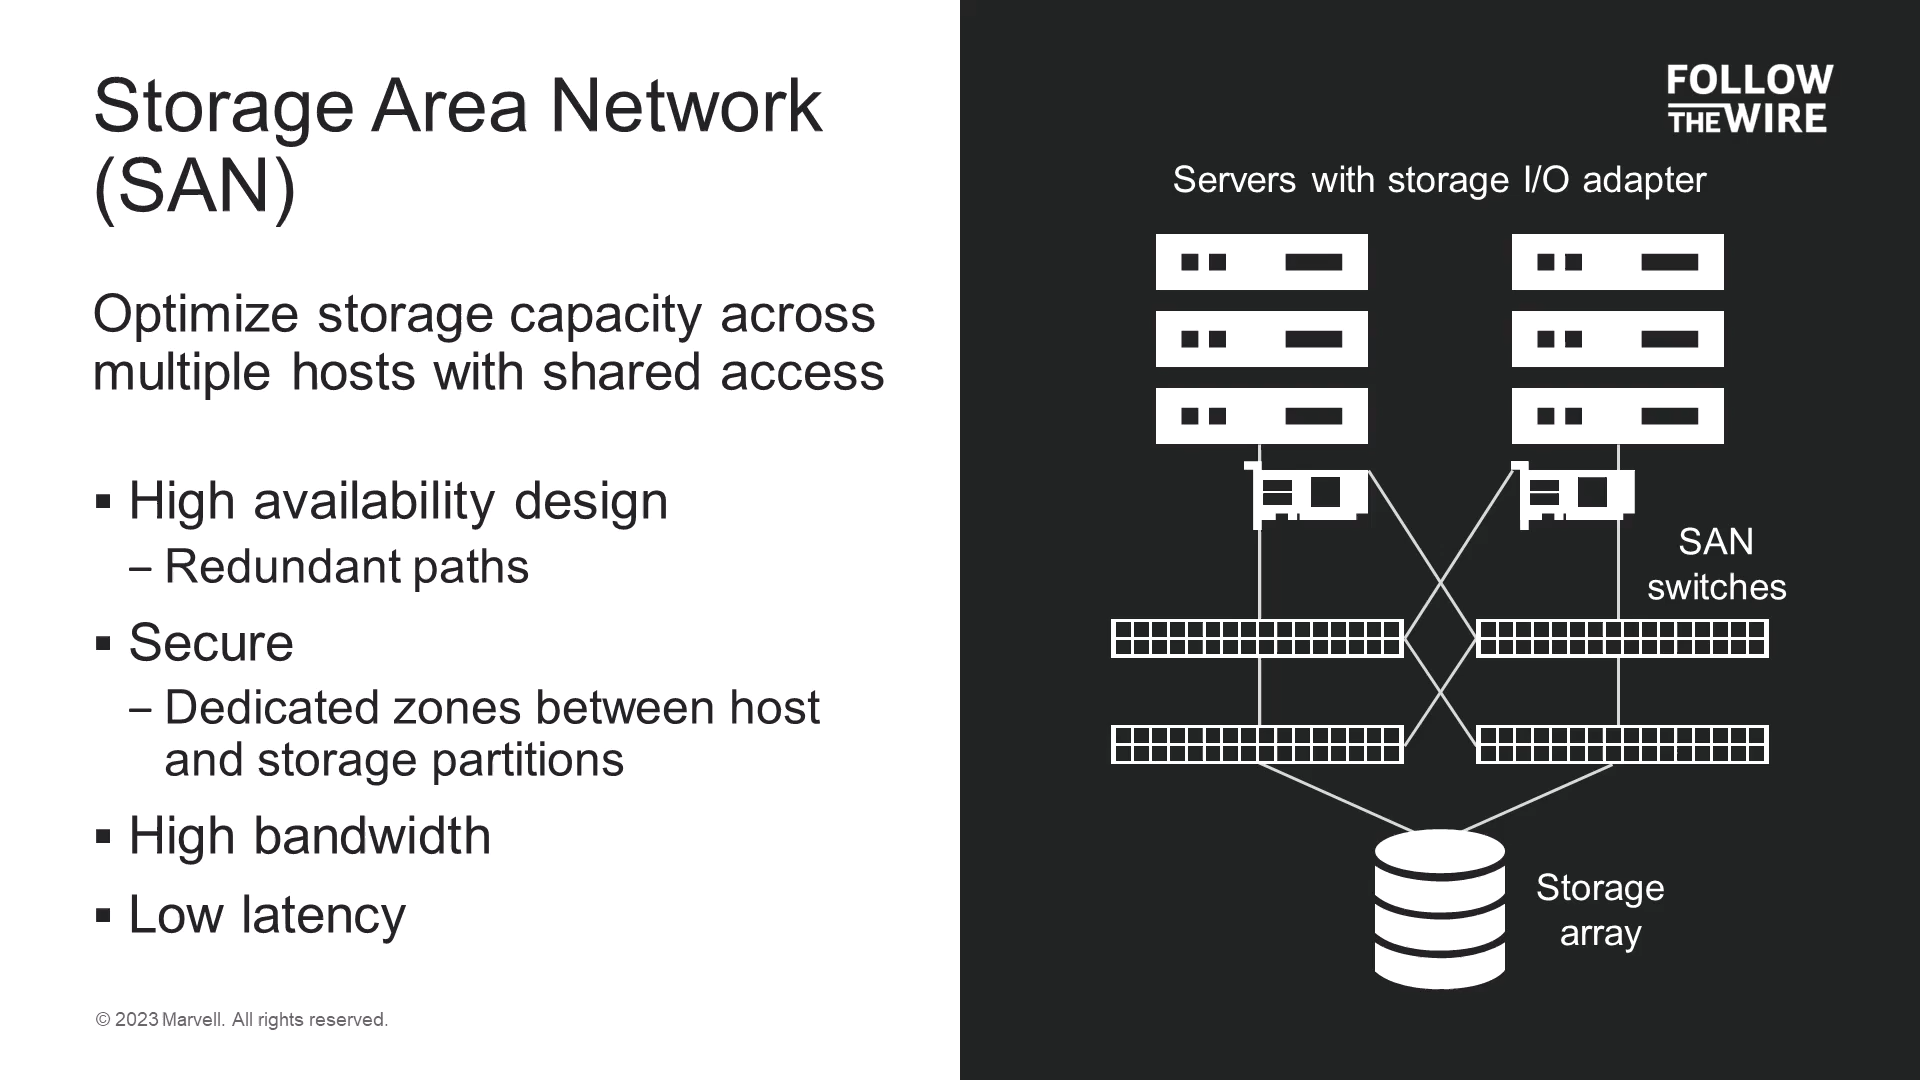 Storage Area Network
(SAN)
Optimize storage capacity across
multiple hosts with shared access
▪ High availability design
– Redundant paths
▪ Secure
– Dedicated zones between host
and storage partitions
▪ High bandwidth
▪ Low latency
© 2023 Marvell. All rights reserved.
FOLLOW
THE WIRE
Servers with storage I/O adapter
SAN
switches
Storage
array